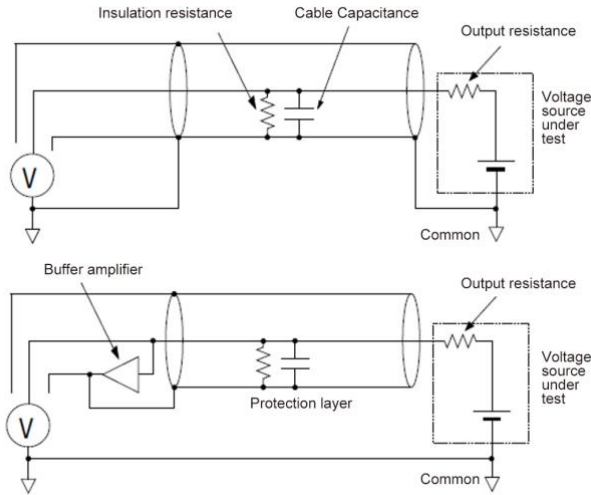 Insulation resistance
Cable Capacitance
Output resistance
Voltage
source
under
test
V
Common
Buffer amplifier
Output resistance
Voltage
source
under
test
Protection layer
V
Common